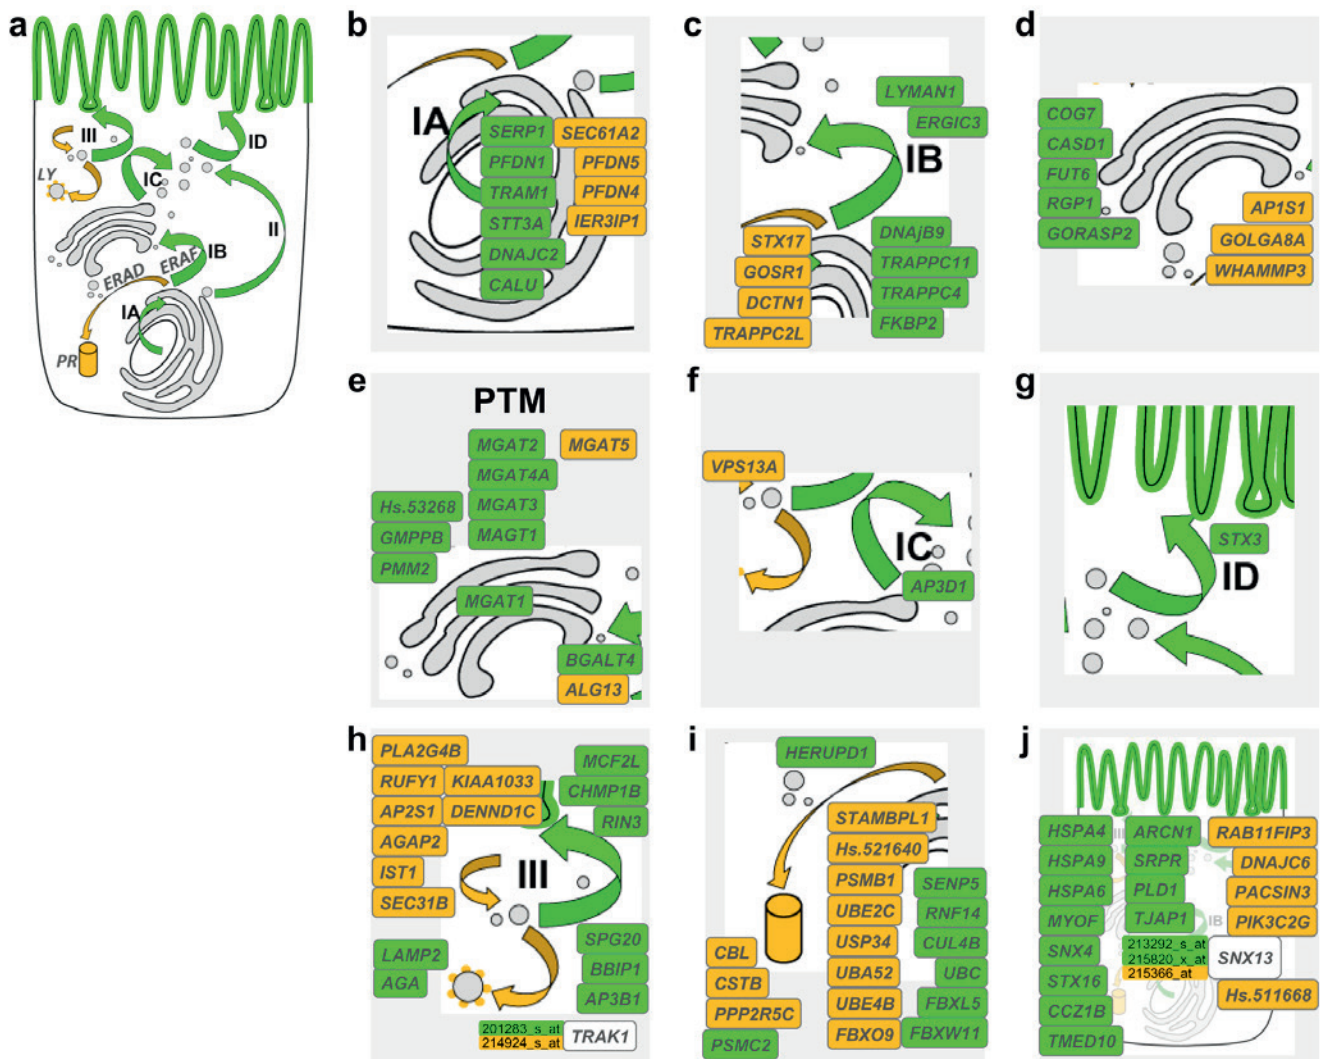 a
III
ID
LY
IC
II
IB
ERAD
ERAF
IA
PR
b
IA
SERP1
SEC61A2
PFDN1
PFDN5
TRAM1
PFDN4
STT3A
IER3IP1
DNAJC2
CALU
c
LYMAN1
ERGIC3
IB
STX17
GOSR1
DCTN1
TRAPPC2L
DNAjB9
TRAPPC11
TRAPPC4
FKBP2
d
COG7
CASD1
FUT6
RGP1
GORASP2
AP1S1
GOLGA8A
WHAMMP3
e
PTM
MGAT2
MGAT5
MGAT4A
MGAT3
MAGT1
Hs.53268
GMPPB
PMM2
MGAT1
BGALT4
ALG13
f
VPS13A
IC
AP3D1
g
STX3
ID
h
PLA2G4B
RUFY1
KIAA1033
AP2S1
DENND1C
AGAP2
IST1
SEC31B
MCF2L
CHMP1B
RIN3
III
LAMP2
AGA
SPG20
BBIP1
AP3B1
201283_s_at
214924_s_at
TRAK1
i
HERUPD1
STAMBPL1
Hs.521640
PSMB1
UBE2C
USP34
UBA52
UBE4B
FBXO9
SENP5
RNF14
CUL4B
UBC
FBXL5
FBXW11
CBL
CSTB
PPP2R5C
PSMC2
j
HSPA4
HSPA9
HSPA6
MYOF
SNX4
STX16
CCZ1B
TMED10
ARCN1
SRPR
PLD1
TJAP1
213292_s_at
215820_x_at
215366_at
SNX13
RAB11FIP3
DNAJC6
PACSIN3
PIK3C2G
IB
Hs.511668